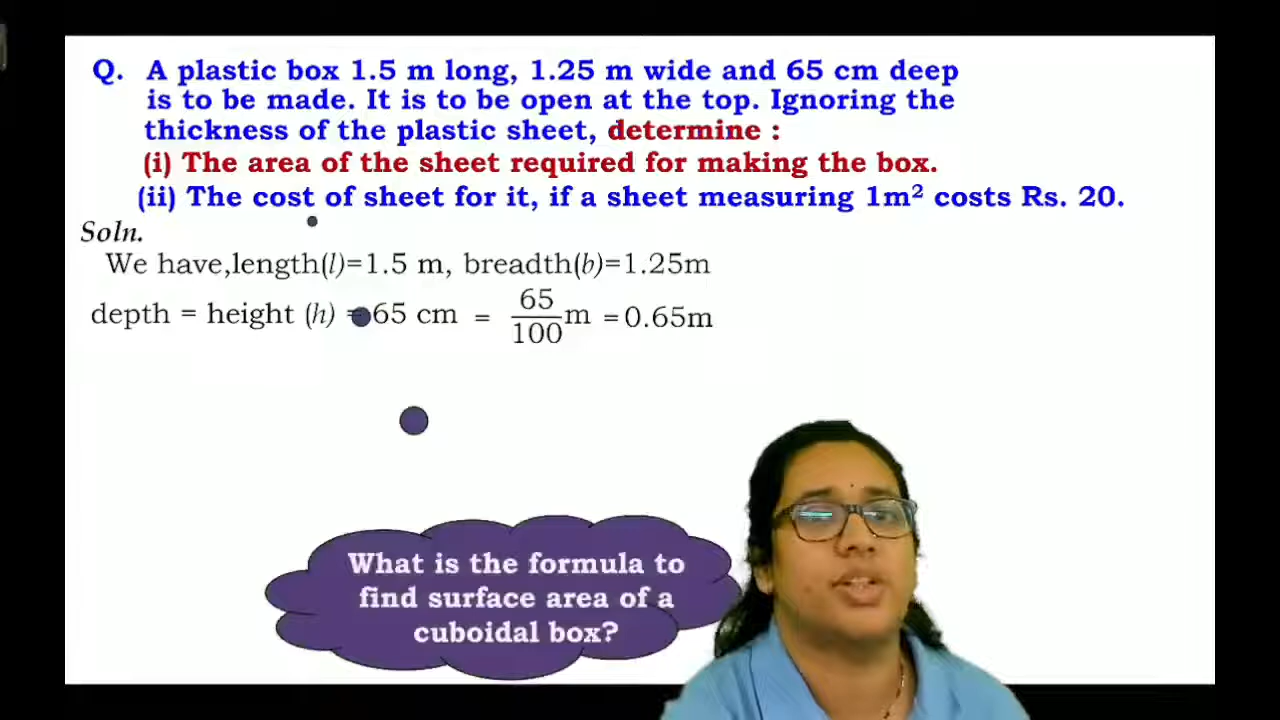 Q. A plastic box 1.5 m long, 1.25 m wide and 65 cm deep
is to be made. It is to be open at the top. Ignoring the
thickness of the plastic sheet, determine :
(i) The area of the sheet required for making the box.
(ii) The cost of sheet for it, if a sheet measuring 1m² costs Rs. 20.
Soln.
We have,length(l)=1.5 m, breadth(b)=1.25m
depth = height (h) = 65 cm = 65/100 m = 0.65m
What is the formula to
find surface area of a
cuboidal box?